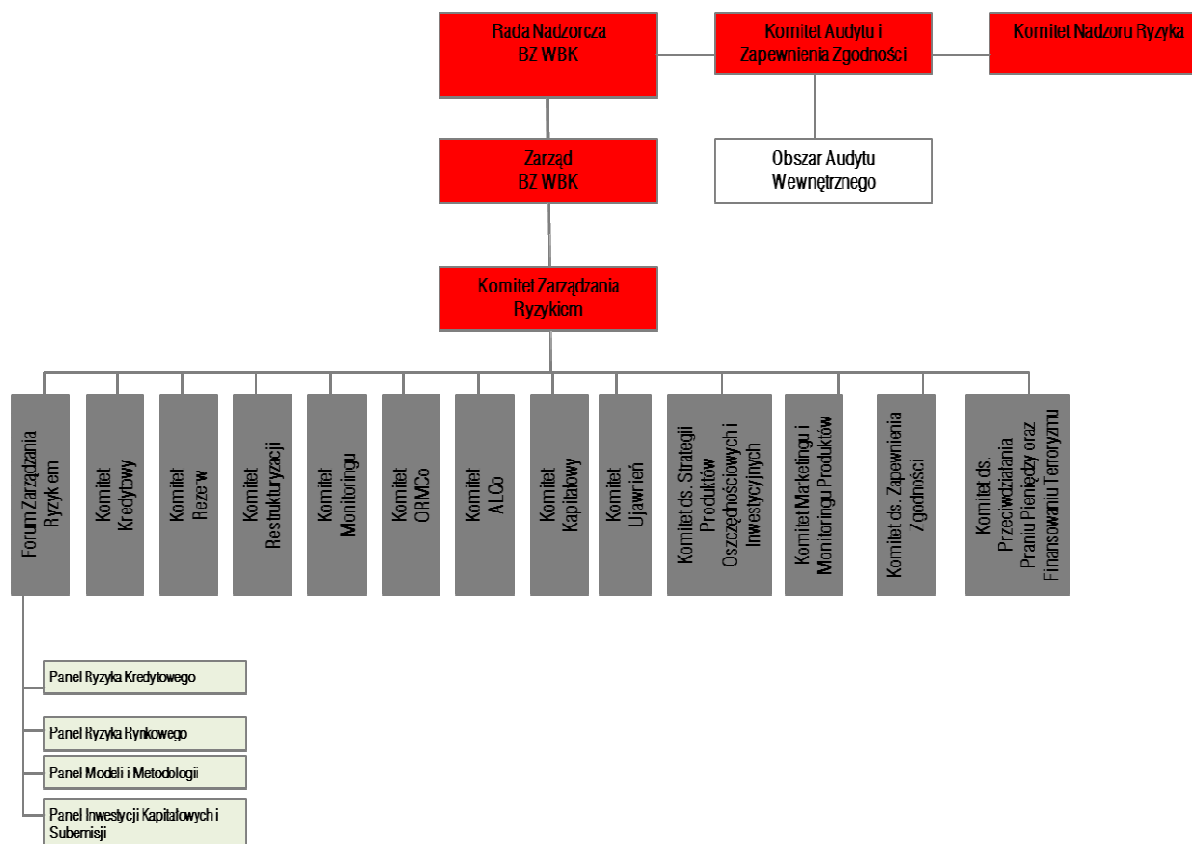 Rada Nadzorcza
BZ WBK
Komitet Audytu i
Zapewnienia Zgodności
Komitet Nadzoru Ryzyka
Zarząd
BZ WBK
Obszar Audytu
Wewnętrznego
Komitet Zarządzania
Ryzykiem
Forum Zarządzania
Ryzykiem
Komitet
Kredytowy
Komitet
Rezerw
Komitet
Restrukturyzacji
Komitet
Monitoringu
Komitet
ORMCo
Komitet
ALCo
Komitet
Kapitałowy
Komitet
Ujawnień
Komitet ds. Strategii
Produktów
Oszczędnościowych i
Inwestycyjnych
Komitet Marketingu i
Monitoringu Produktów
Komitet ds. Zapewnienia
Zgodności
Komitet ds.
Przeciwdziałania
Praniu Pieniędzy oraz
Finansowaniu Terroryzmu
Panel Ryzyka Kredytowego
Panel Ryzyka Rynkowego
Panel Modeli i Metodologii
Panel Inwestycji Kapitałowych i
Subemisji